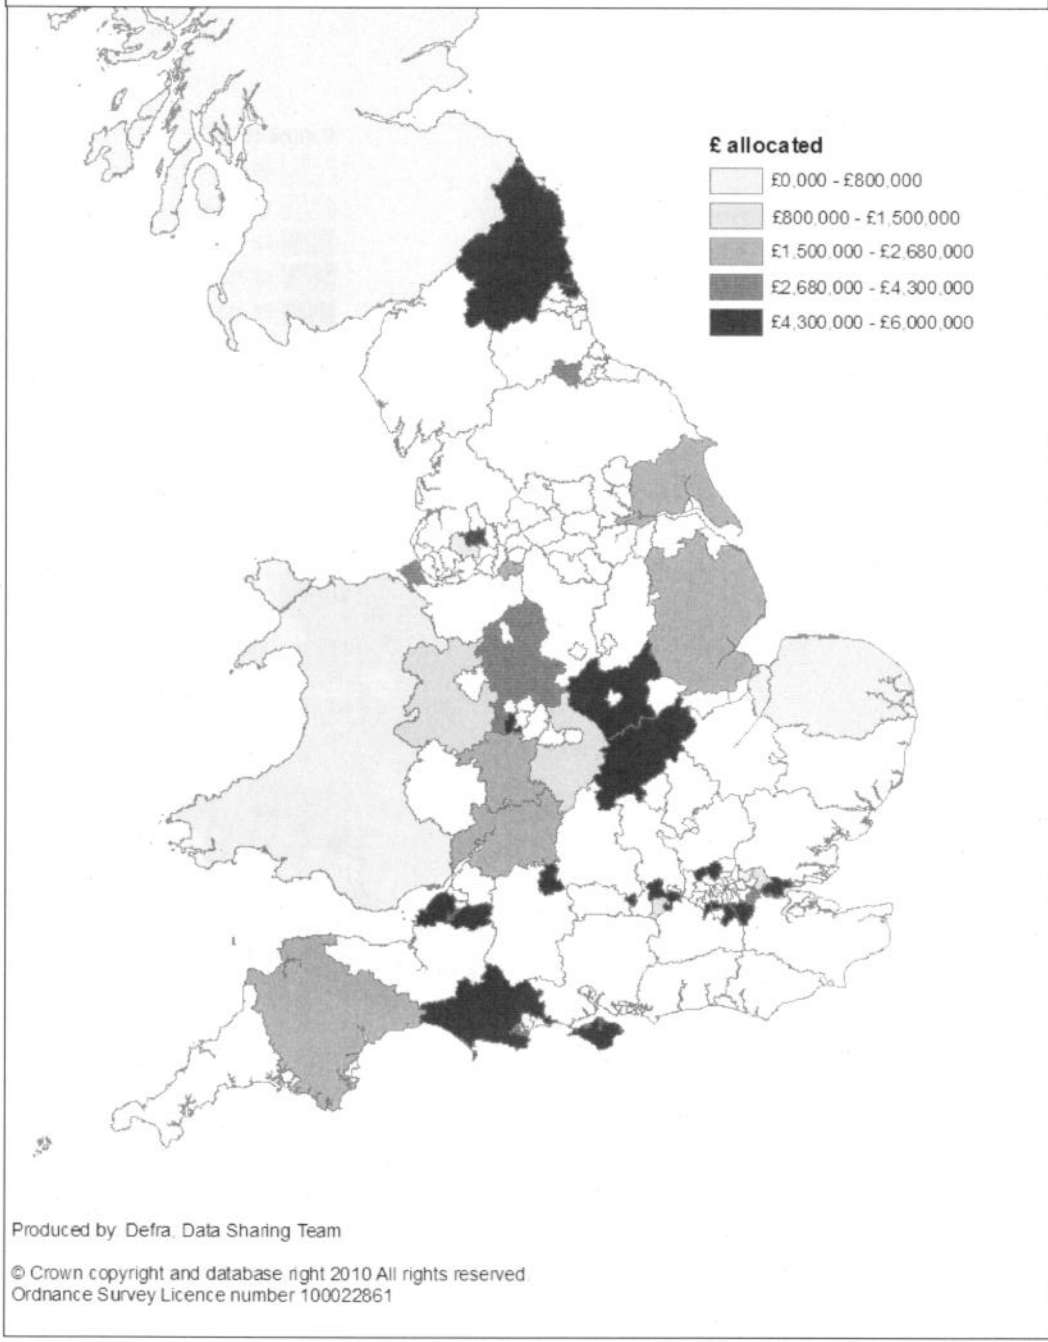 £ allocated
£0,000 - £800,000
£800,000 - £1,500,000
£1,500,000 - £2,680,000
£2,680,000 - £4,300,000
£4,300,000 - £6,000,000
Produced by: Defra, Data Sharing Team
© Crown copyright and database right 2010 All rights reserved.
Ordnance Survey Licence number 100022861